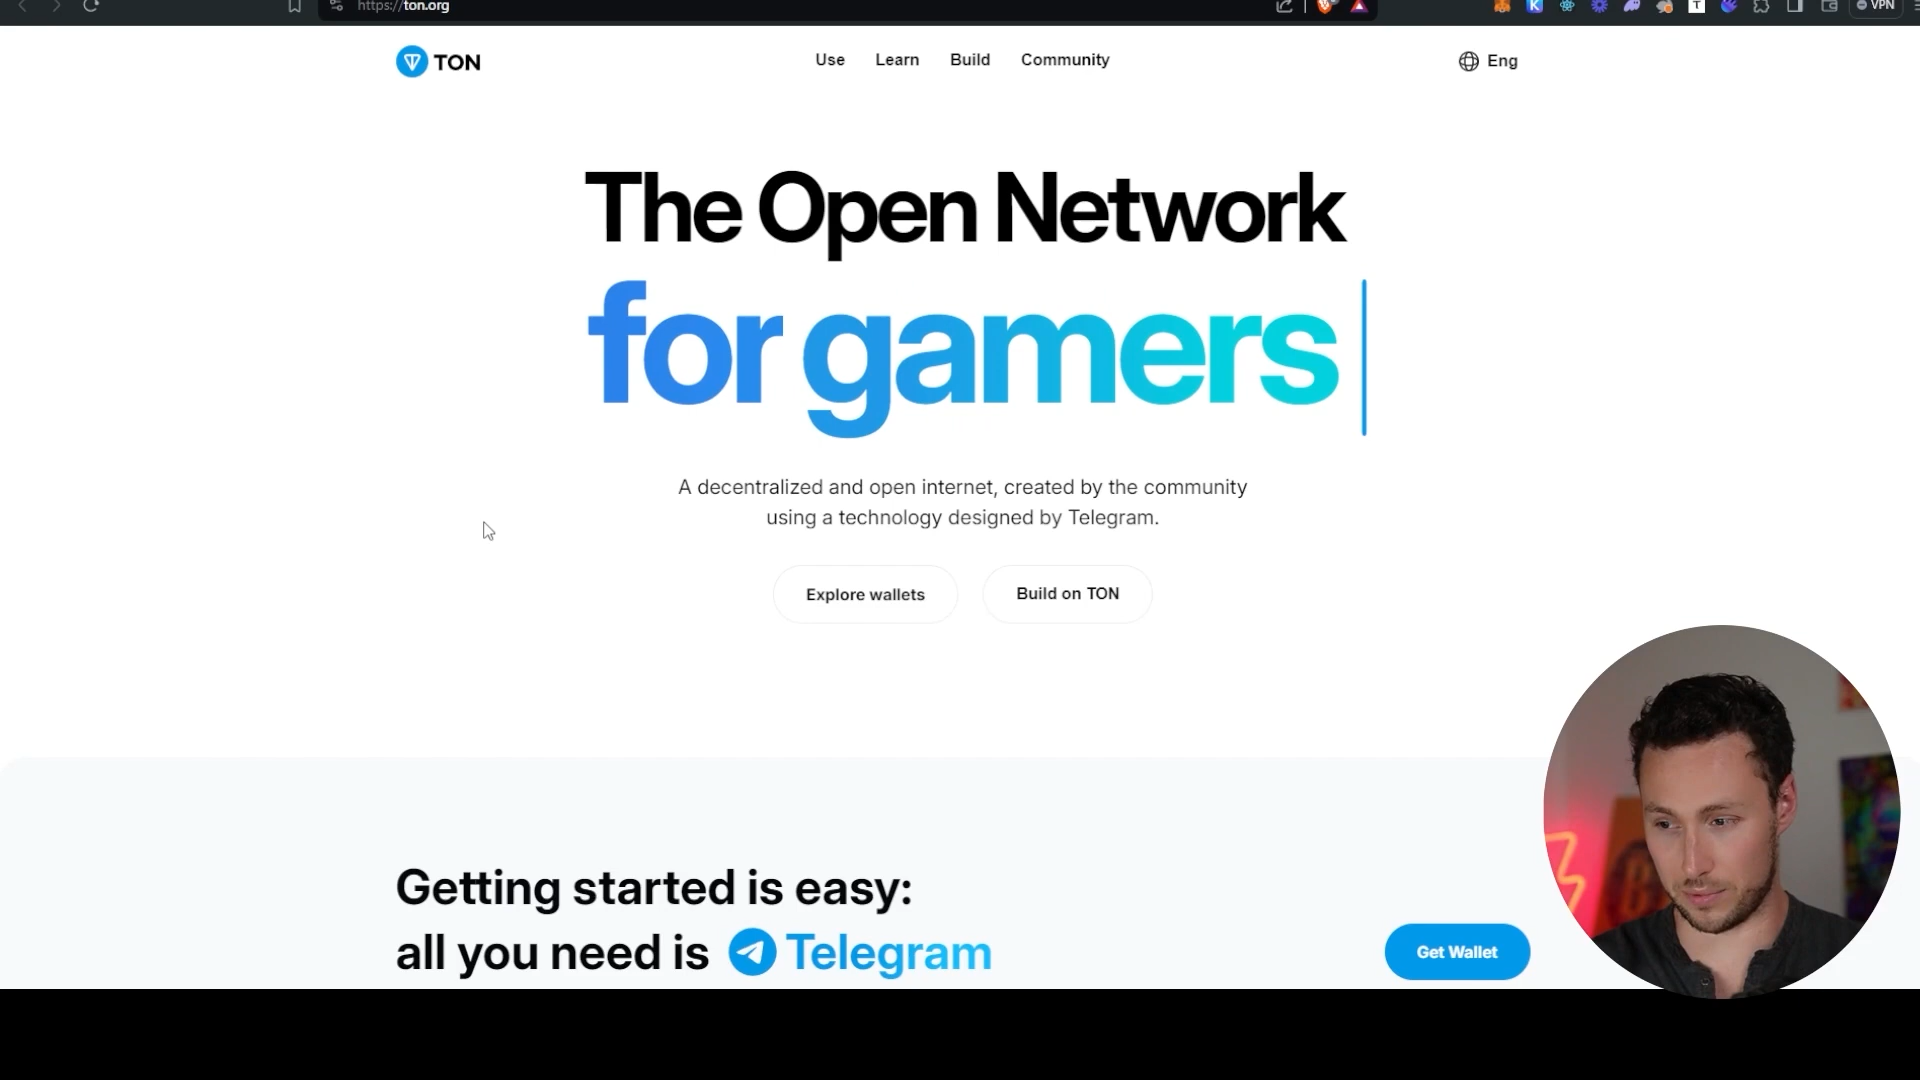 https://ton.org
VPN
TON
Use
Learn
Build
Community
Eng
The Open Network
for gamers
A decentralized and open internet, created by the community
using a technology designed by Telegram.
Explore wallets
Build on TON
Getting started is easy:
all you need is Telegram
Get Wallet